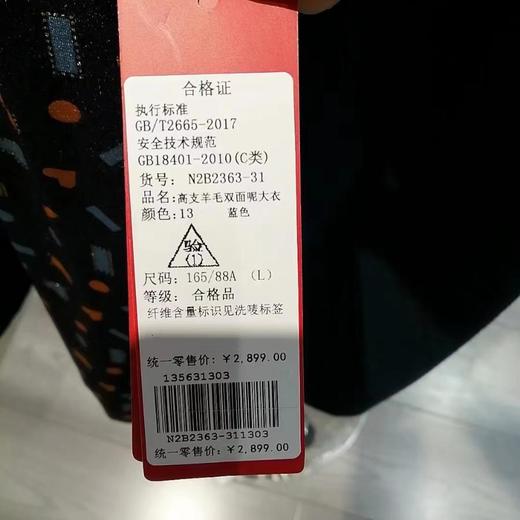 合格证
执行标准
GB/T2665-2017
安全技术规范
GB18401-2010(C类)
货号： N2B2363-31
品名：高支羊毛双面呢大衣
颜色：13 蓝色
验
(1)
尺码：165/88A （L）
等级： 合格品
纤维含量标识见洗唛标签
统一零售价：￥2,899.00
135631303
N2B2363-311303
统一零售价：￥2,899.00